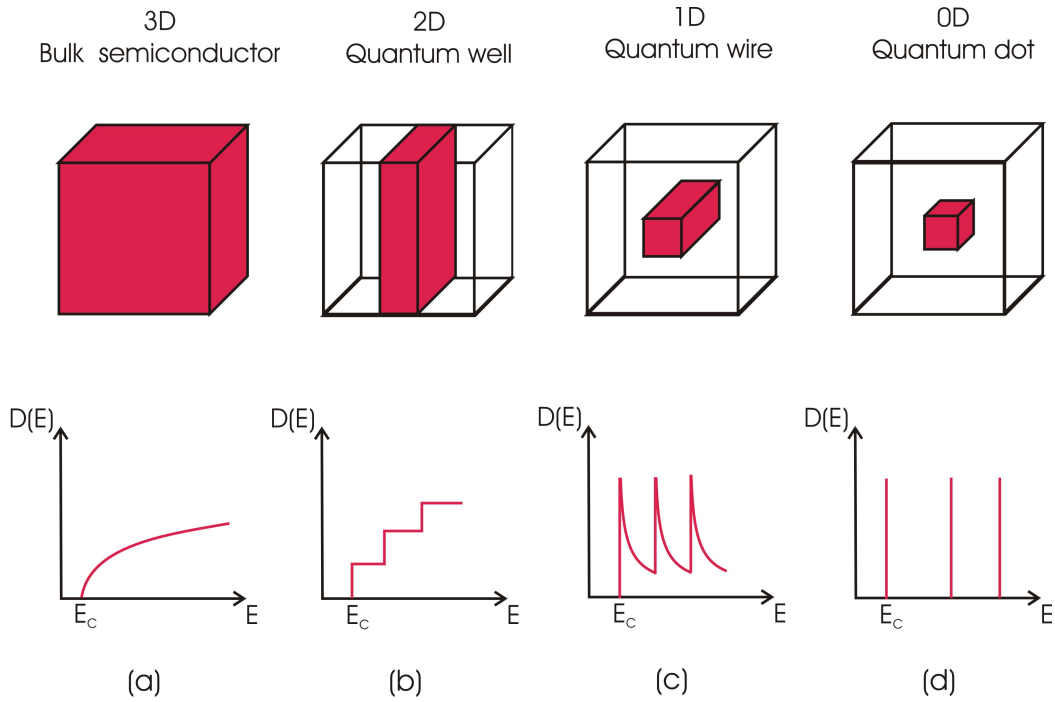 3D
Bulk semiconductor
2D
Quantum well
1D
Quantum wire
0D
Quantum dot
D(E)
E_C
E
(a)
D(E)
E_C
E
(b)
D(E)
E_C
E
(c)
D(E)
E_C
E
(d)